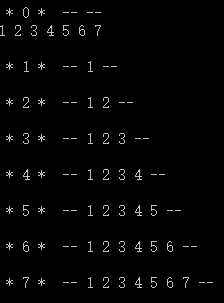 * 0 *  -- --
1 2 3 4 5 6 7
* 1 *  -- 1 --
* 2 *  -- 1 2 --
* 3 *  -- 1 2 3 --
* 4 *  -- 1 2 3 4 --
* 5 *  -- 1 2 3 4 5 --
* 6 *  -- 1 2 3 4 5 6 --
* 7 *  -- 1 2 3 4 5 6 7 --